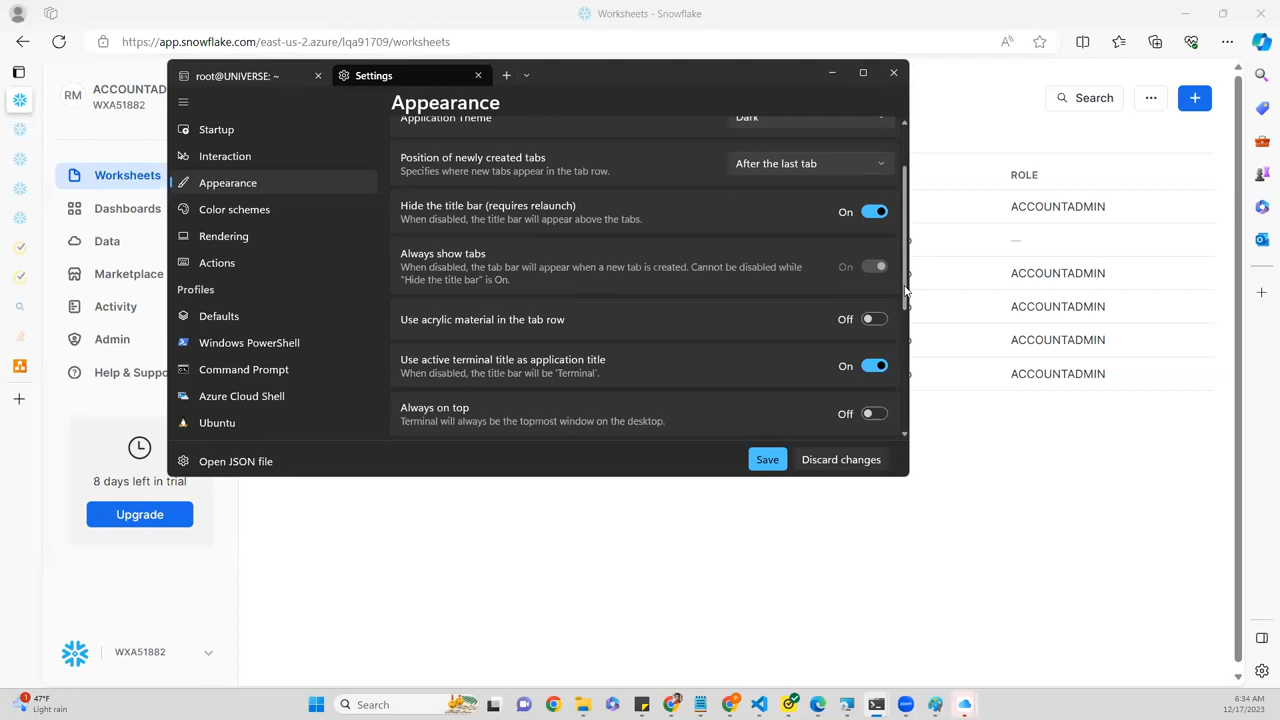 Worksheets - Snowflake
https://app.snowflake.com/east-us-2.azure/lqa91709/worksheets
RM
ACCOUNTAD
WXA51882
Worksheets
Dashboards
Data
Marketplace
Activity
Admin
Help & Suppo
8 days left in trial
Upgrade
WXA51882
root@UNIVERSE: ~
Settings
Startup
Interaction
Appearance
Color schemes
Rendering
Actions
Profiles
Defaults
Windows PowerShell
Command Prompt
Azure Cloud Shell
Ubuntu
Open JSON file
Appearance
Application Theme
Dark
Position of newly created tabs
Specifies where new tabs appear in the tab row.
After the last tab
Hide the title bar (requires relaunch)
When disabled, the title bar will appear above the tabs.
On
Always show tabs
When disabled, the tab bar will appear when a new tab is created. Cannot be disabled while
"Hide the title bar" is On.
On
Use acrylic material in the tab row
Off
Use active terminal title as application title
When disabled, the title bar will be 'Terminal'.
On
Always on top
Terminal will always be the topmost window on the desktop.
Off
Save
Discard changes
Search
ROLE
ACCOUNTADMIN
—
ACCOUNTADMIN
ACCOUNTADMIN
ACCOUNTADMIN
ACCOUNTADMIN
1
47°F
Light rain
Search
zoom
6:34 AM
12/17/2023